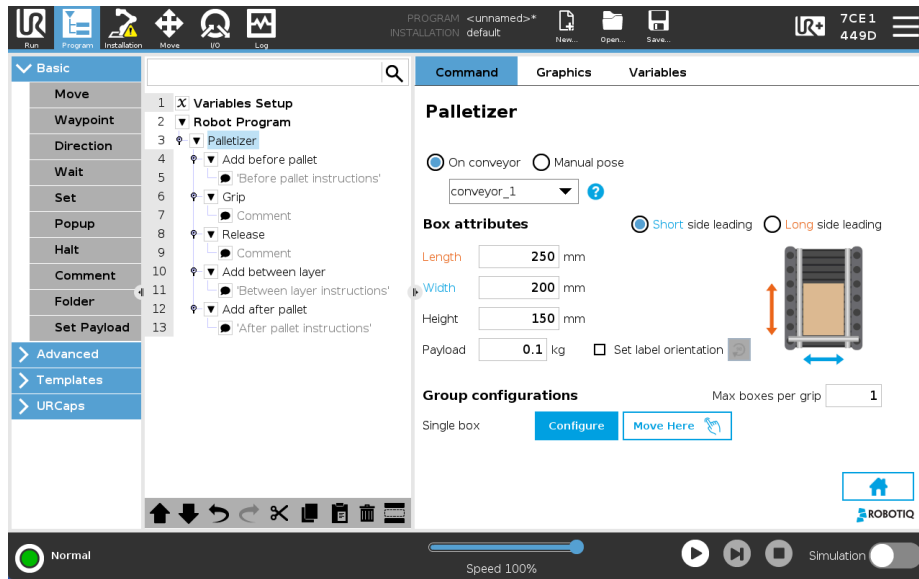 PROGRAM <unnamed>*
INSTALLATION default
Run
Program
Installation
Move
I/O
Log
New...
Open...
Save...
UR+
7CE1
449D
Basic
Move
Waypoint
Direction
Wait
Set
Popup
Halt
Comment
Folder
Set Payload
Advanced
Templates
URCaps
1 X Variables Setup
2 Robot Program
3 Palletizer
4 Add before pallet
5 'Before pallet instructions'
6 Grip
7 Comment
8 Release
9 Comment
10 Add between layer
11 'Between layer instructions'
12 Add after pallet
13 'After pallet instructions'
Command Graphics Variables
Palletizer
On conveyor Manual pose
conveyor_1 ?
Box attributes Short side leading Long side leading
Length 250 mm
Width 200 mm
Height 150 mm
Payload 0.1 kg Set label orientation
Group configurations Max boxes per grip 1
Single box Configure Move Here
ROBOTIQ
Normal
Speed 100%
Simulation